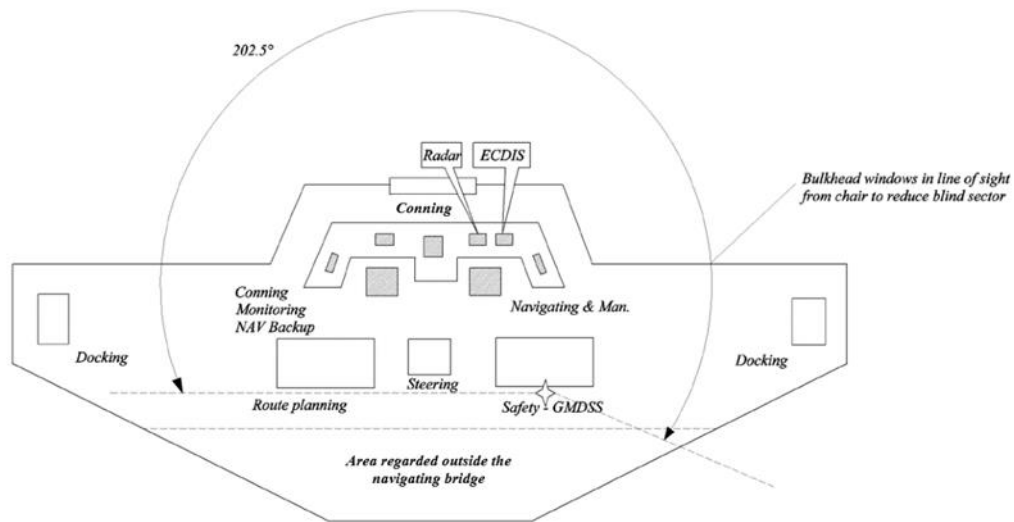 202.5°
Radar
ECDIS
Bulkhead windows in line of sight
from chair to reduce blind sector
Conning
Conning
Monitoring
NAV Backup
Navigating & Man.
Docking
Docking
Steering
Route planning
Safety - GMDSS
Area regarded outside the
navigating bridge